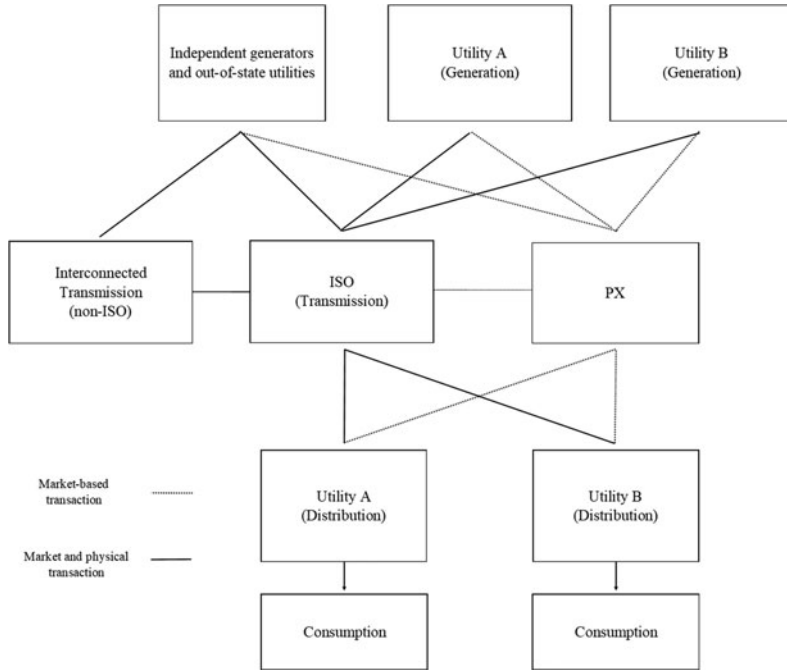 Independent generators
and out-of-state utilities
Utility A
(Generation)
Utility B
(Generation)
Interconnected
Transmission
(non-ISO)
ISO
(Transmission)
PX
Market-based
transaction
Utility A
(Distribution)
Utility B
(Distribution)
Market and physical
transaction
Consumption
Consumption